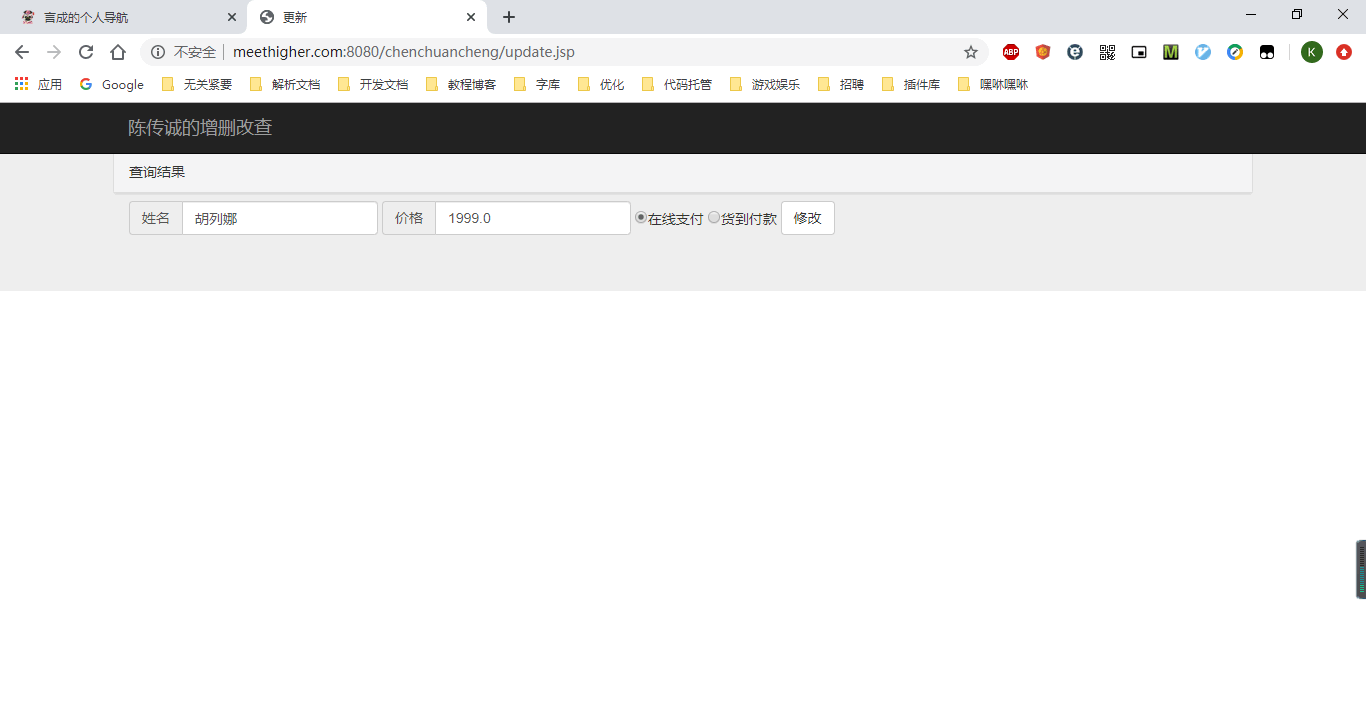 言成的个人导航
更新
不安全 meethigher.com:8080/chenchuancheng/update.jsp
ABP
M
K
应用 Google 无关紧要 解析文档 开发文档 教程博客 字库 优化 代码托管 游戏娱乐 招聘 插件库 嘿咻嘿咻
陈传诚的增删改查
查询结果
姓名 胡列娜 价格 1999.0 在线支付 货到付款 修改